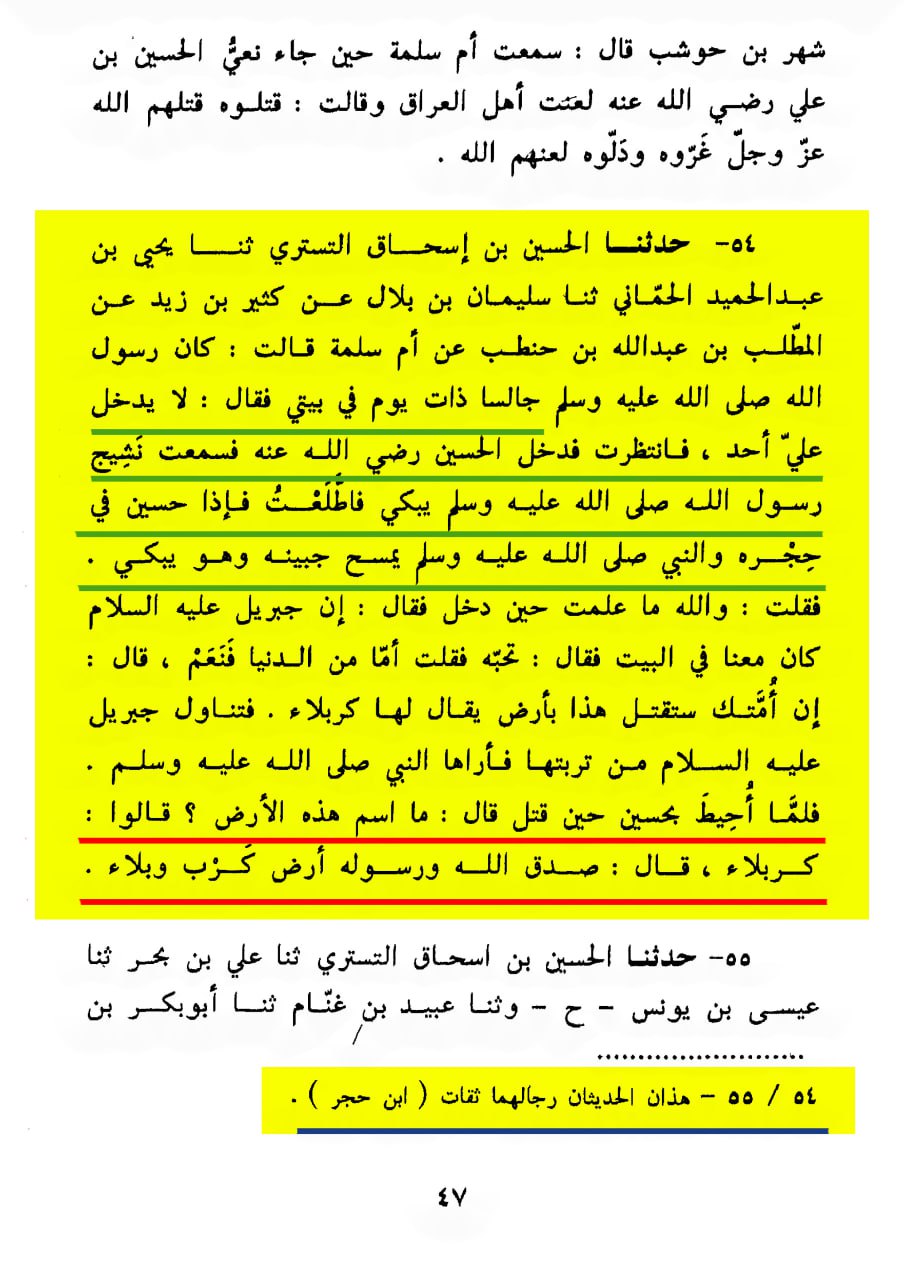 شهر بن حوشب قال : سمعت أم سلمة حين جاء نعيُّ الحسين بن
علي رضي الله عنه لعنت أهل العراق وقالت : قتلوه قتلهم الله
عزّ وجلّ غَرّوه ودَلّوه لعنهم الله .
٥٤- حدثنا الحسين بن إسحاق التستري ثنا يحيى بن
عبدالحميد الحمّاني ثنا سليمان بن بلال عن كثير بن زيد عن
المطّلب بن عبدالله بن حنطب عن أم سلمة قالت : كان رسول
الله صلى الله عليه وسلم جالسا ذات يوم في بيتي فقال : لا يدخل
عليّ أحد ، فانتظرت فدخل الحسين رضي الله عنه فسمعت نَشِيج
رسول الله صلى الله عليه وسلم يبكي فاطَّلَعْتُ فإذا حسين في
حِجْره والنبي صلى الله عليه وسلم يمسح جبينه وهو يبكي .
فقلت : والله ما علمت حين دخل فقال : إن جبريل عليه السلام
كان معنا في البيت فقال : تحبّه فقلت أمّا من الدنيا فَنَعَمْ ، قال :
إن أُمَّتك ستقتل هذا بأرض يقال لها كربلاء . فتناول جبريل
عليه السلام من تربتها فأراها النبي صلى الله عليه وسلم .
فلمَّا أُحِيطَ بحسين حين قتل قال : ما اسم هذه الأرض ؟ قالوا :
كربلاء ، قال : صدق الله ورسوله أرض كَرْب وبلاء .
٥٥- حدثنا الحسين بن اسحاق التستري ثنا علي بن بحر ثنا
عيسى بن يونس - ح - وثنا عبيد بن غنّام ثنا أبوبكر بن
٥٤ / ٥٥ - هذان الحديثان رجالهما ثقات ( ابن حجر ) .
٤٧